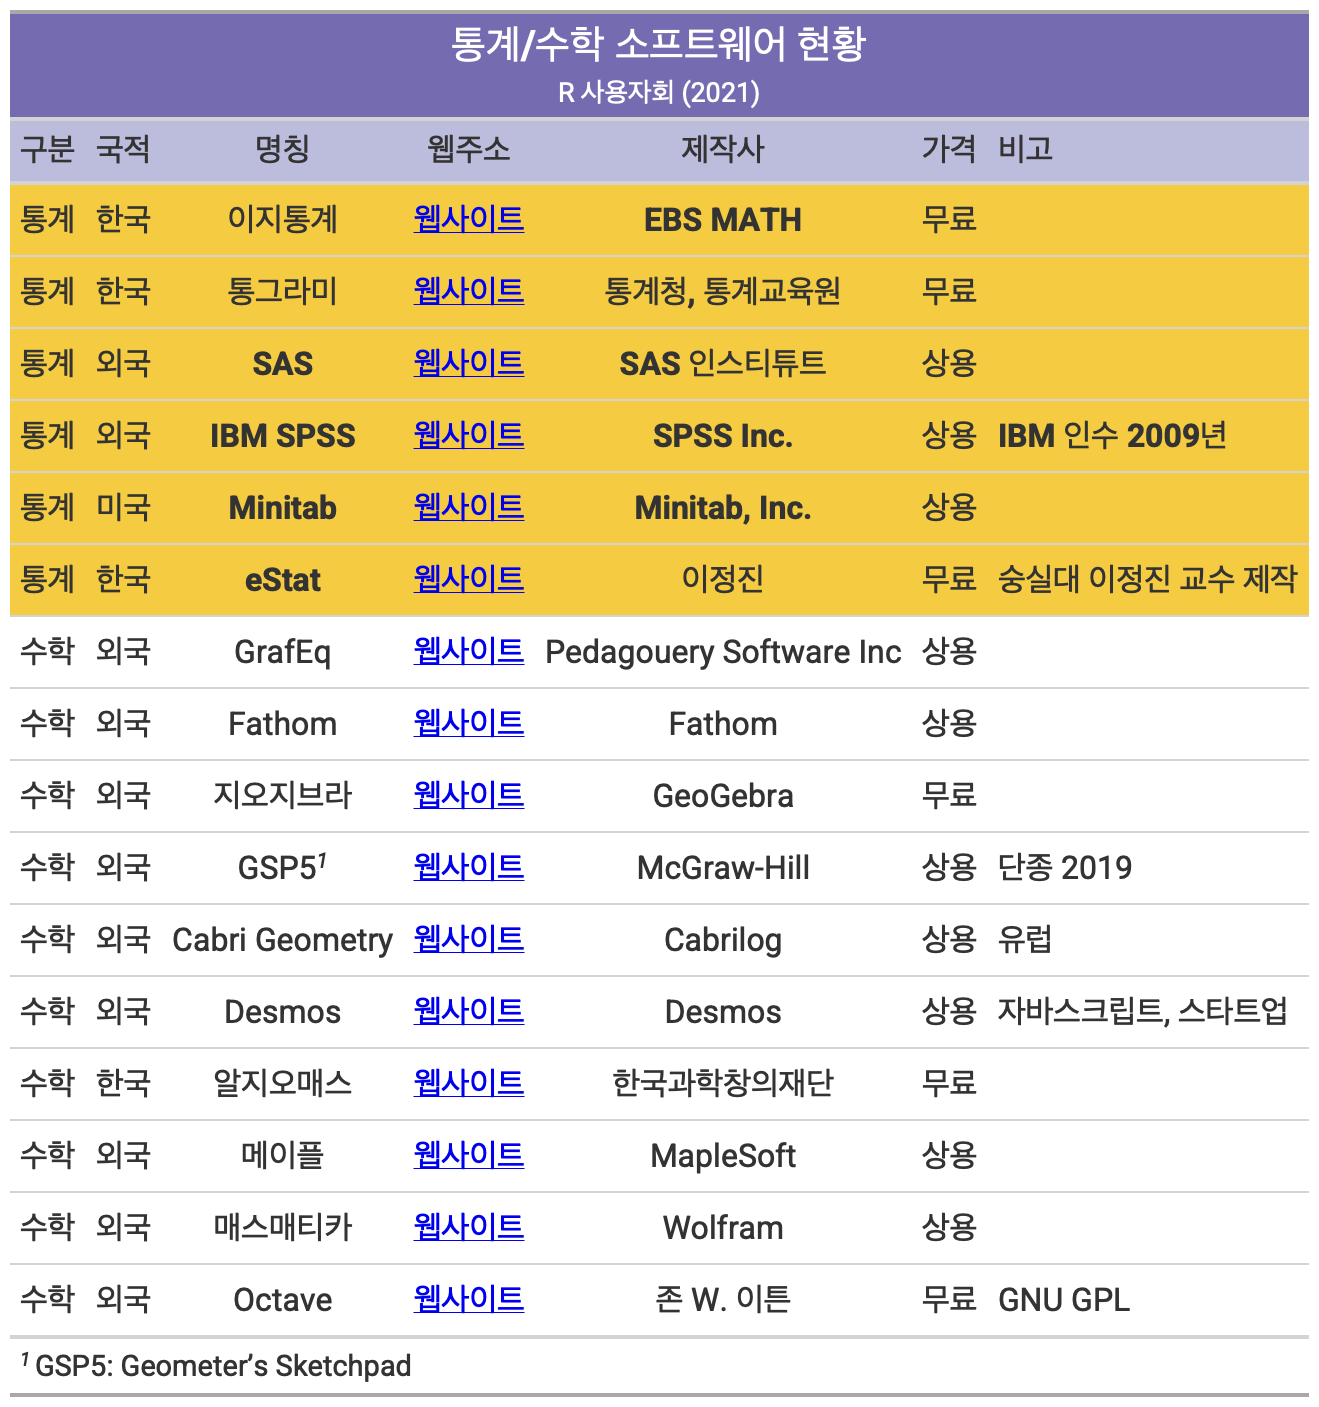 통계/수학 소프트웨어 현황
R 사용자회 (2021)
구분 국적 명칭 웹주소 제작사 가격 비고
통계 한국 이지통계 웹사이트 EBS MATH 무료
통계 한국 통그라미 웹사이트 통계청, 통계교육원 무료
통계 외국 SAS 웹사이트 SAS 인스티튜트 상용
통계 외국 IBM SPSS 웹사이트 SPSS Inc. 상용 IBM 인수 2009년
통계 미국 Minitab 웹사이트 Minitab, Inc. 상용
통계 한국 eStat 웹사이트 이정진 무료 숭실대 이정진 교수 제작
수학 외국 GrafEq 웹사이트 Pedagouery Software Inc 상용
수학 외국 Fathom 웹사이트 Fathom 상용
수학 외국 지오지브라 웹사이트 GeoGebra 무료
수학 외국 GSP5¹ 웹사이트 McGraw-Hill 상용 단종 2019
수학 외국 Cabri Geometry 웹사이트 Cabrilog 상용 유럽
수학 외국 Desmos 웹사이트 Desmos 상용 자바스크립트, 스타트업
수학 한국 알지오매스 웹사이트 한국과학창의재단 무료
수학 외국 메이플 웹사이트 MapleSoft 상용
수학 외국 매스매티카 웹사이트 Wolfram 상용
수학 외국 Octave 웹사이트 존 W. 이튼 무료 GNU GPL
¹ GSP5: Geometer’s Sketchpad